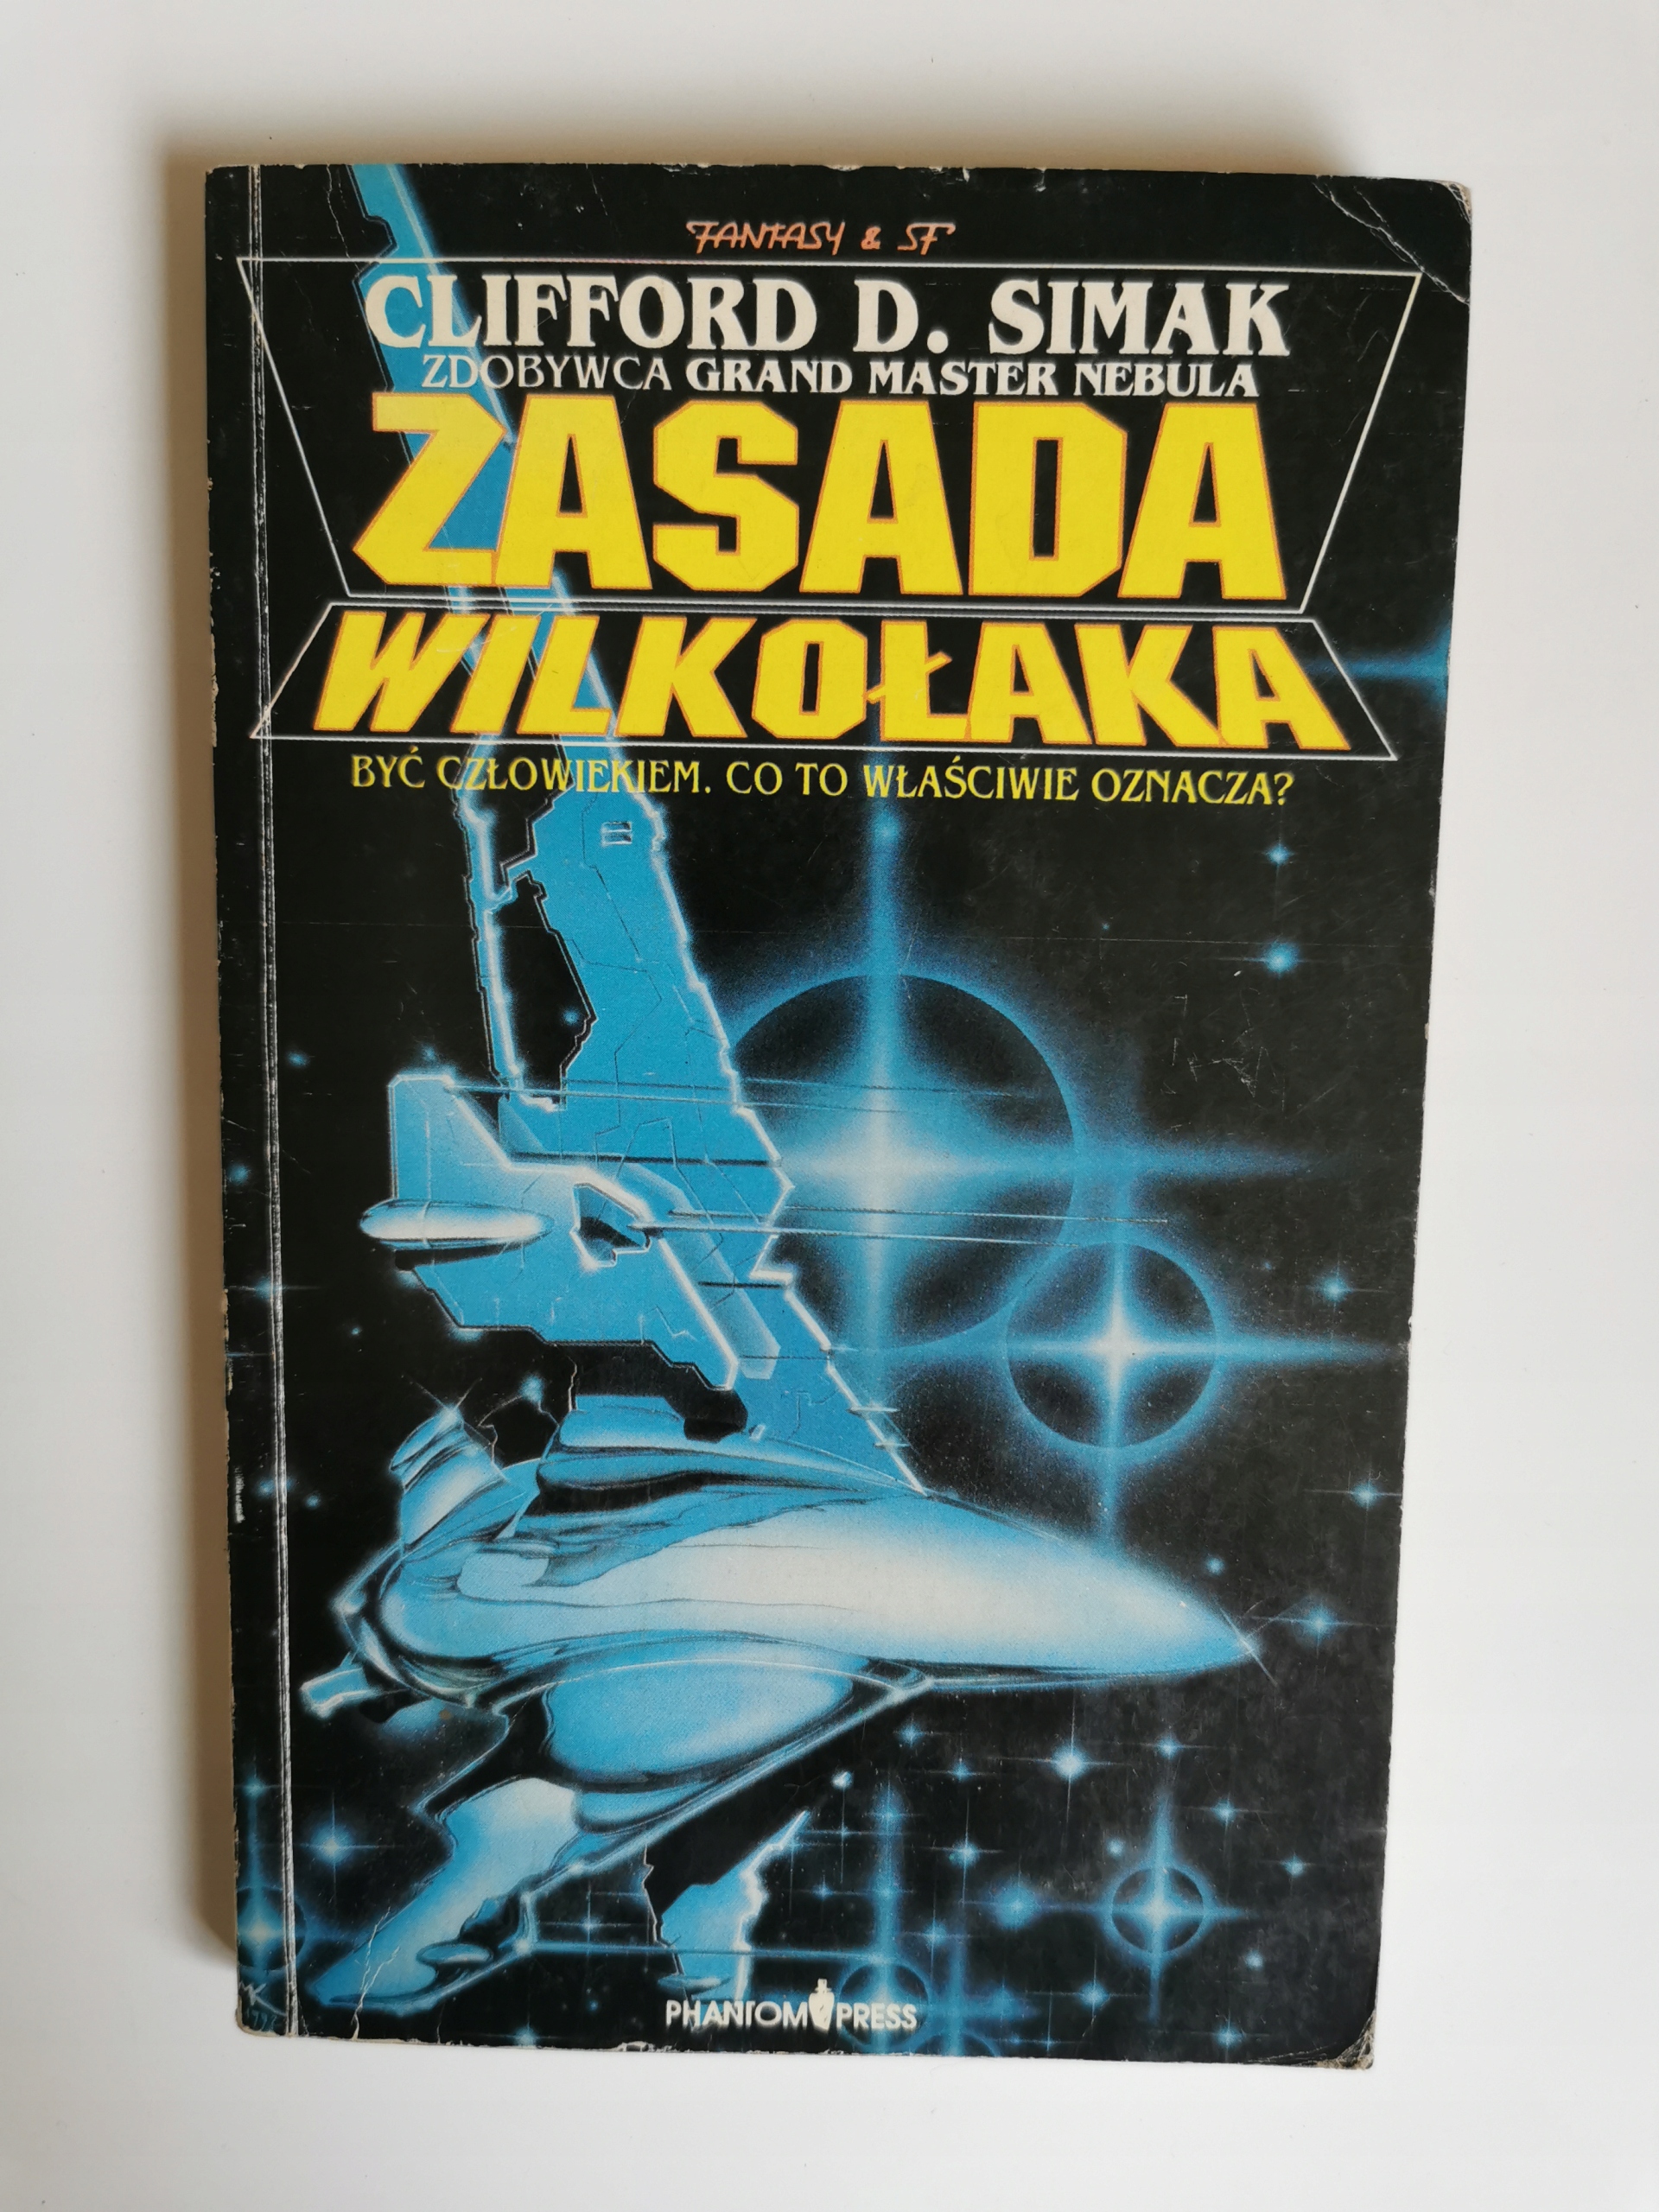 FANTASY & SF
CLIFFORD D. SIMAK
ZDOBYWCA GRAND MASTER NEBULA
ZASADA
WILKOŁAKA
BYĆ CZŁOWIEKIEM. CO TO WŁAŚCIWIE OZNACZA?
PHANTOM PRESS